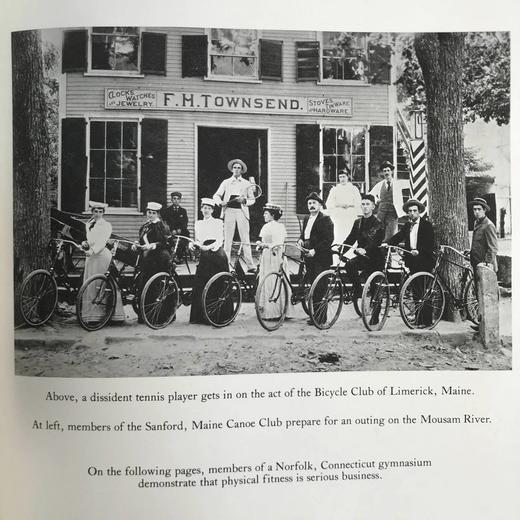 CLOCKS
WATCHES
AND JEWELRY.
F.H. TOWNSEND.
STOVES TINWARE
AND HARDWARE.
Above, a dissident tennis player gets in on the act of the Bicycle Club of Limerick, Maine.
At left, members of the Sanford, Maine Canoe Club prepare for an outing on the Mousam River.
On the following pages, members of a Norfolk, Connecticut gymnasium
demonstrate that physical fitness is serious business.